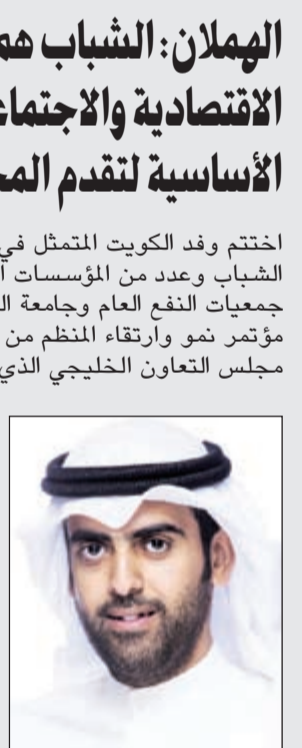 الهملان: الشباب هم
الاقتصادية والاجتماع
الأساسية لتقدم المج
اختتم وفد الكويت المتمثل في
الشباب وعدد من المؤسسات ا
جمعيات النفع العام وجامعة ال
مؤتمر نمو وارتقاء المنظم من
مجلس التعاون الخليجي الذي